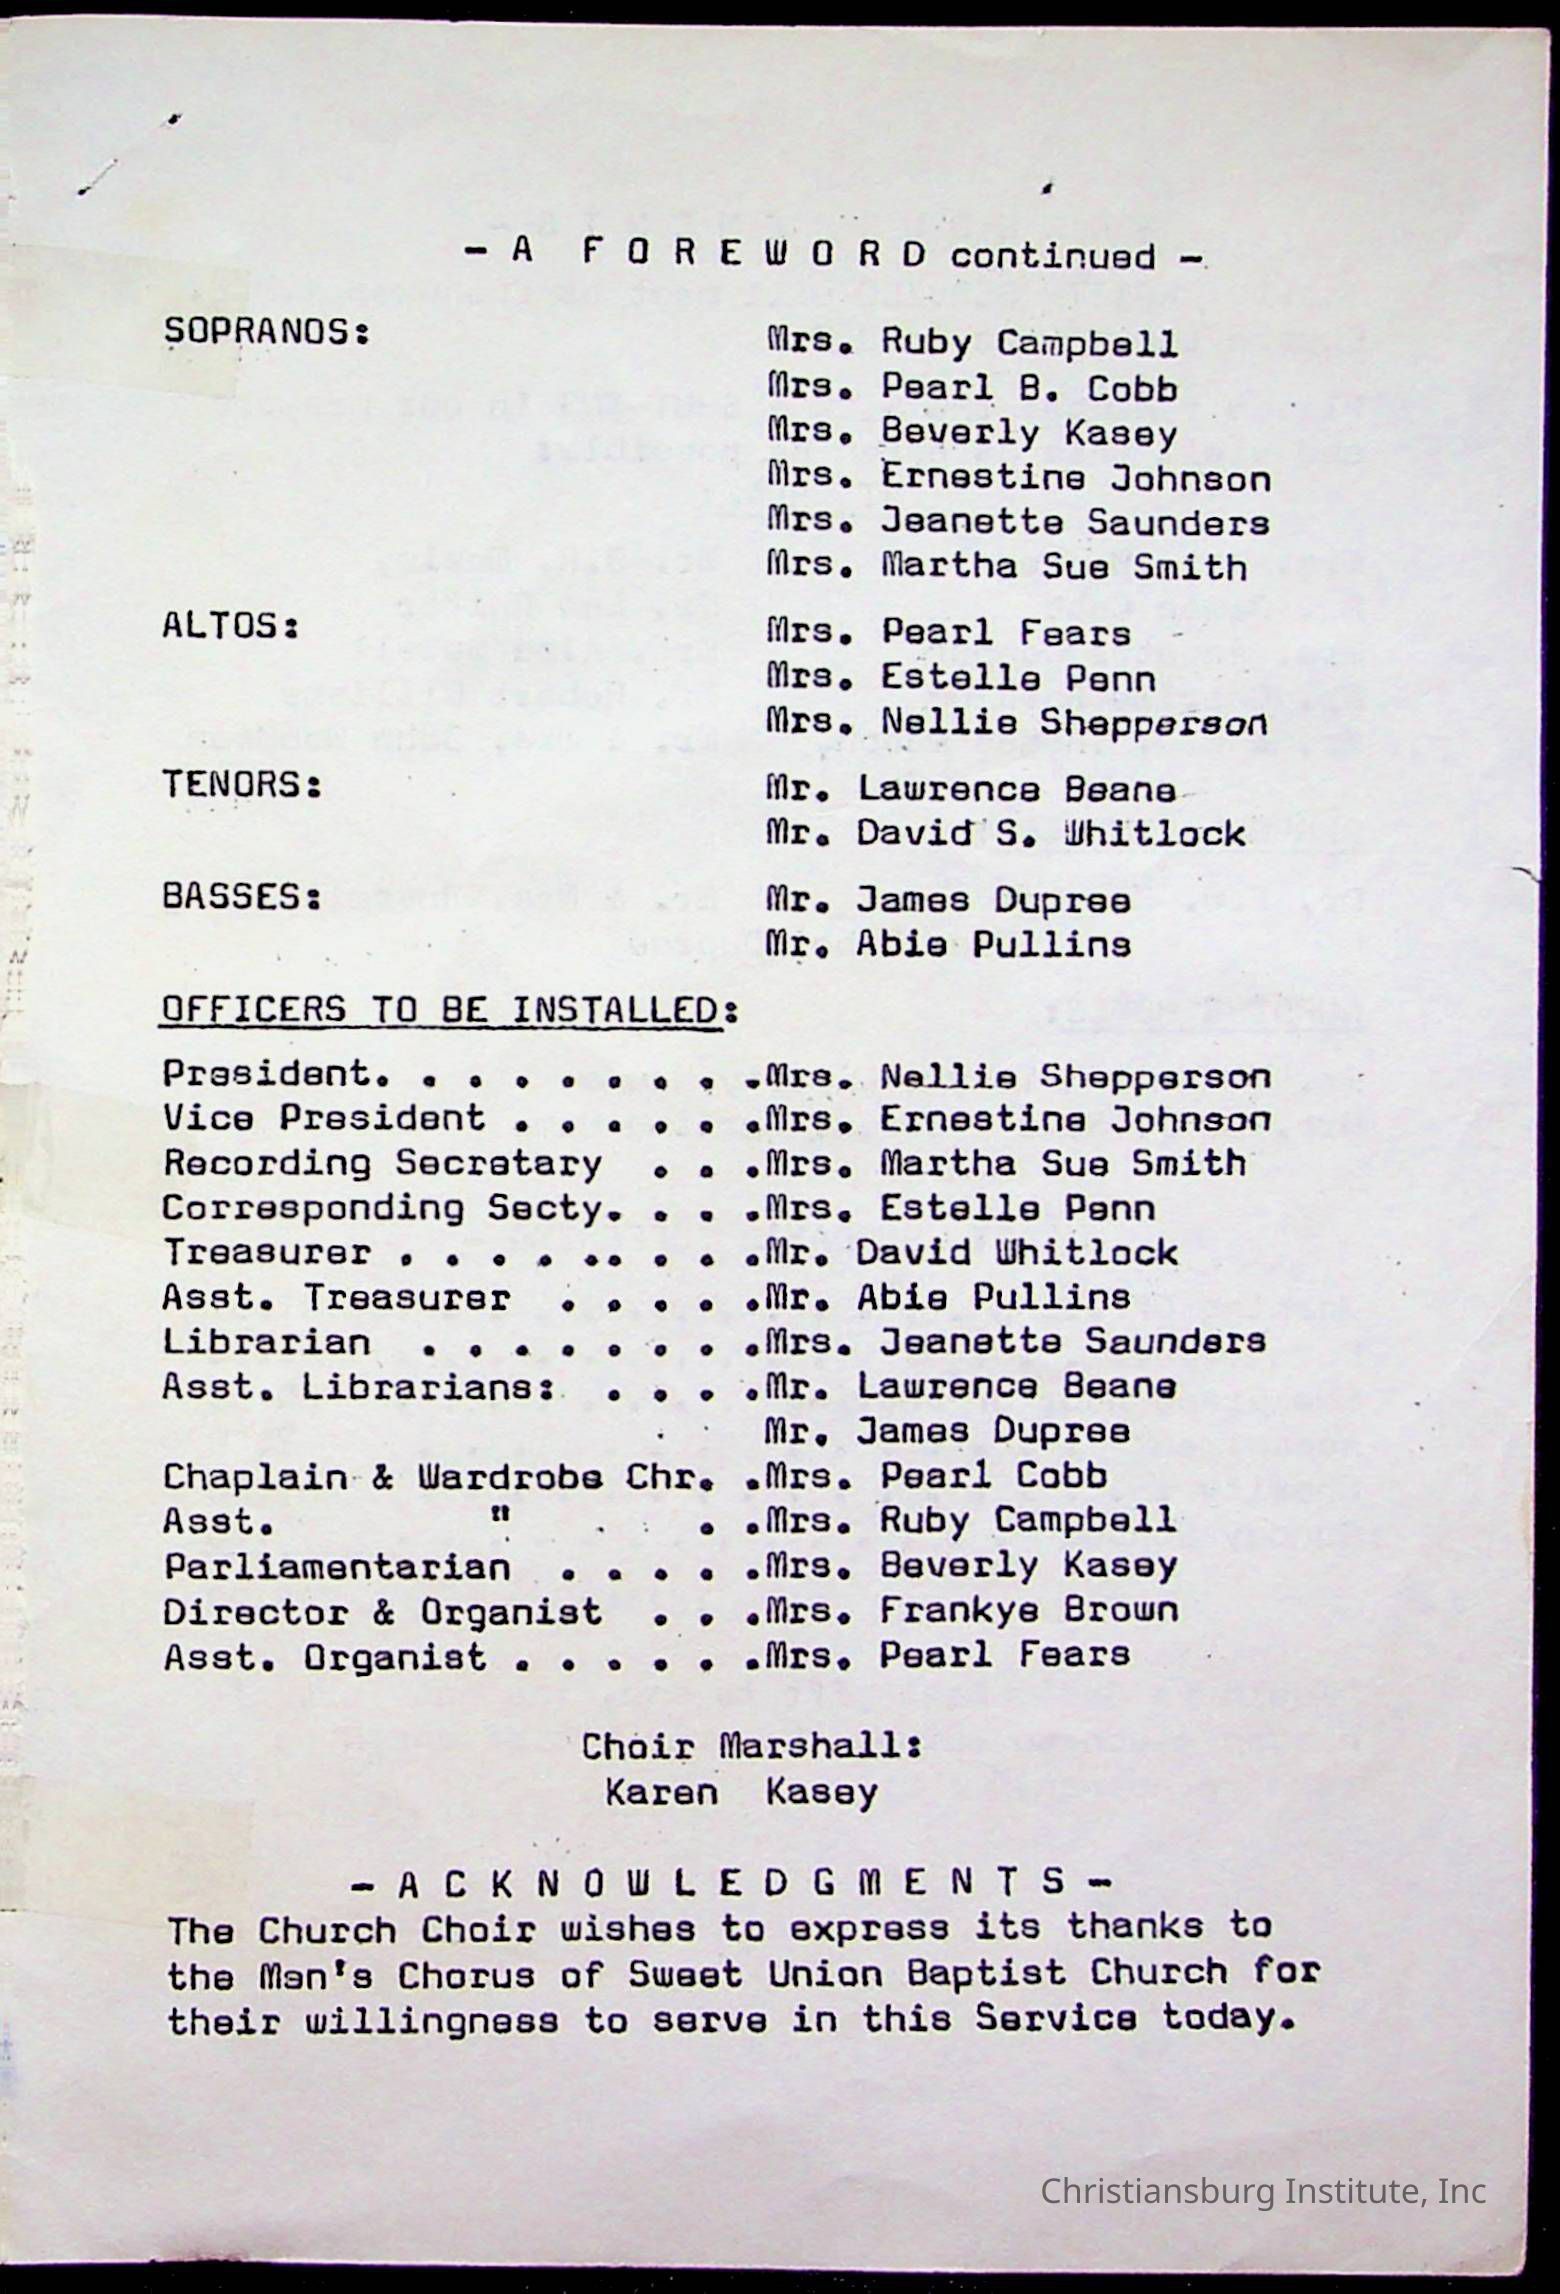 - A F O R E W O R D continued -
SOPRANOS: Mrs. Ruby Campbell
Mrs. Pearl B. Cobb
Mrs. Beverly Kasey
Mrs. Ernestine Johnson
Mrs. Jeanette Saunders
Mrs. Martha Sue Smith
ALTOS: Mrs. Pearl Fears
Mrs. Estelle Penn
Mrs. Nellie Shepperson
TENORS: Mr. Lawrence Beane
Mr. David S. Whitlock
BASSES: Mr. James Dupree
Mr. Abie Pullins
OFFICERS TO BE INSTALLED:
President. . . . . . . . .Mrs. Nellie Shepperson
Vice President . . . . . .Mrs. Ernestine Johnson
Recording Secretary . . .Mrs. Martha Sue Smith
Corresponding Secty. . . .Mrs. Estelle Penn
Treasurer . . . . .. . . .Mr. David Whitlock
Asst. Treasurer . . . . .Mr. Abie Pullins
Librarian . . . . . . . .Mrs. Jeanette Saunders
Asst. Librarians: . . . .Mr. Lawrence Beane
Mr. James Dupree
Chaplain & Wardrobe Chr. .Mrs. Pearl Cobb
Asst. " . .Mrs. Ruby Campbell
Parliamentarian . . . . .Mrs. Beverly Kasey
Director & Organist . . .Mrs. Frankye Brown
Asst. Organist . . . . . .Mrs. Pearl Fears
Choir Marshall:
Karen Kasey
- A C K N O W L E D G M E N T S -
The Church Choir wishes to express its thanks to
the Men's Chorus of Sweet Union Baptist Church for
their willingness to serve in this Service today.
Christiansburg Institute, Inc